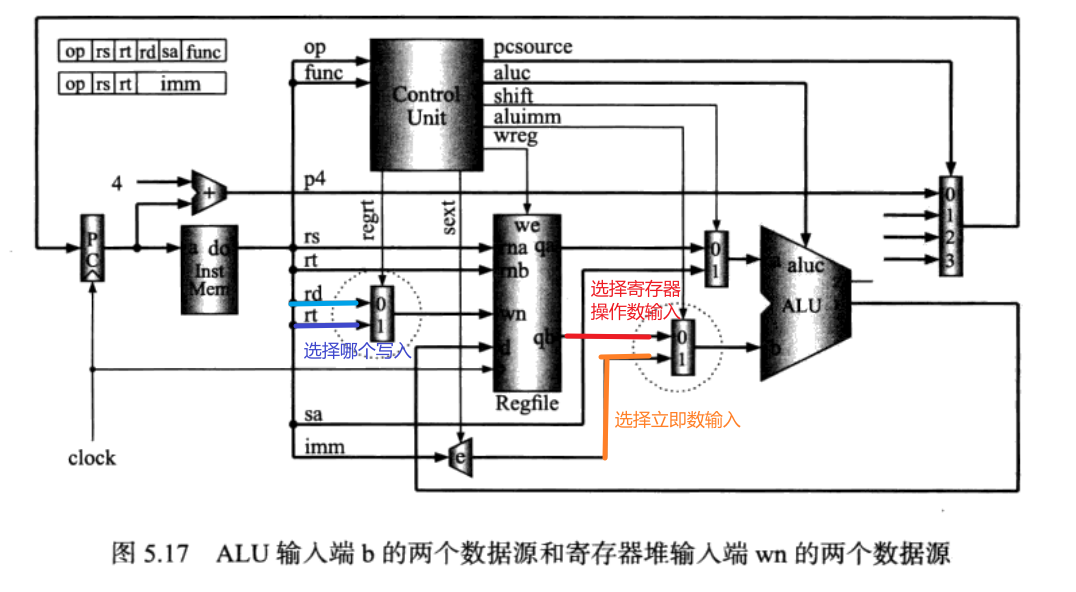 op rs rt rd sa func
op rs rt imm
op
func
Control
Unit
pcsource
aluc
shift
aluimm
wreg
4
+
p4
regrt
sext
PC
a do
Inst
Mem
rs
rt
rd
rt
0
1
选择哪个写入
we
rna qa
rnb
wn
qb
d
Regfile
选择寄存器
操作数输入
0
1
0
1
选择立即数输入
a aluc
ALU
b
0
1
2
3
sa
imm
e
clock
图 5.17 ALU 输入端 b 的两个数据源和寄存器堆输入端 wn 的两个数据源